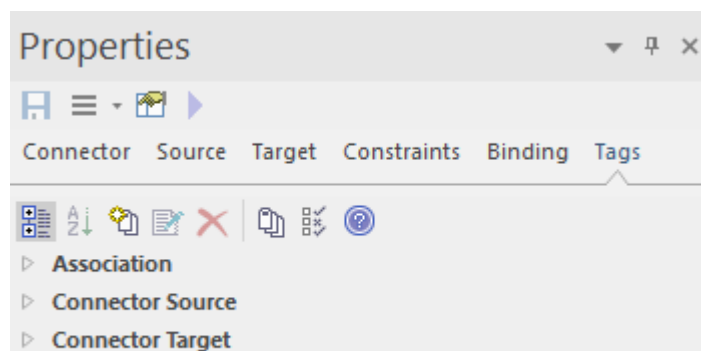 Properties
Connector Source Target Constraints Binding Tags
Association
Connector Source
Connector Target